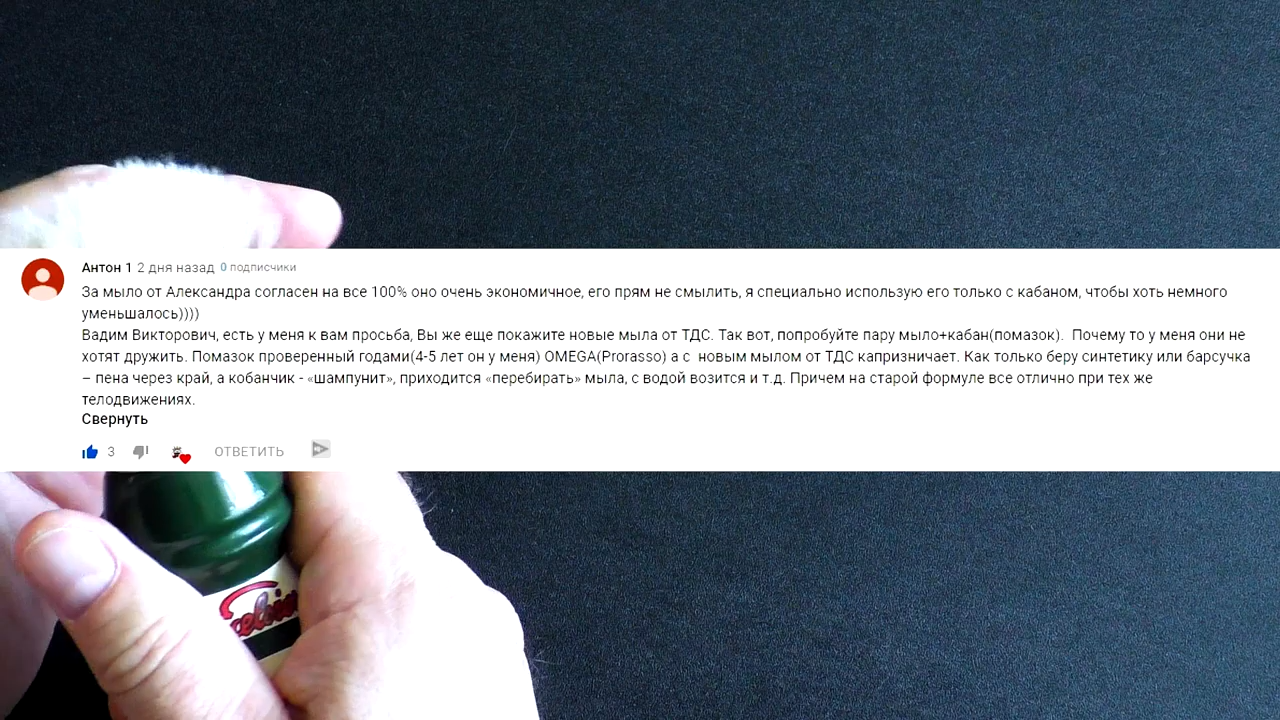 Антон 1 2 дня назад 0 подписчики
За мыло от Александра согласен на все 100% оно очень экономичное, его прям не смылить, я специально использую его только с кабаном, чтобы хоть немного
уменьшалось))))
Вадим Викторович, есть у меня к вам просьба, Вы же еще покажите новые мыла от ТДС. Так вот, попробуйте пару мыло+кабан(помазок). Почему то у меня они не
хотят дружить. Помазок проверенный годами(4-5 лет он у меня) OMEGA(Prorasso) а с новым мылом от ТДС капризничает. Как только беру синтетику или барсучка
– пена через край, а кобанчик - «шампунит», приходится «перебирать» мыла, с водой возится и т.д. Причем на старой формуле все отлично при тех же
телодвижениях.
Свернуть
3 ОТВЕТИТЬ